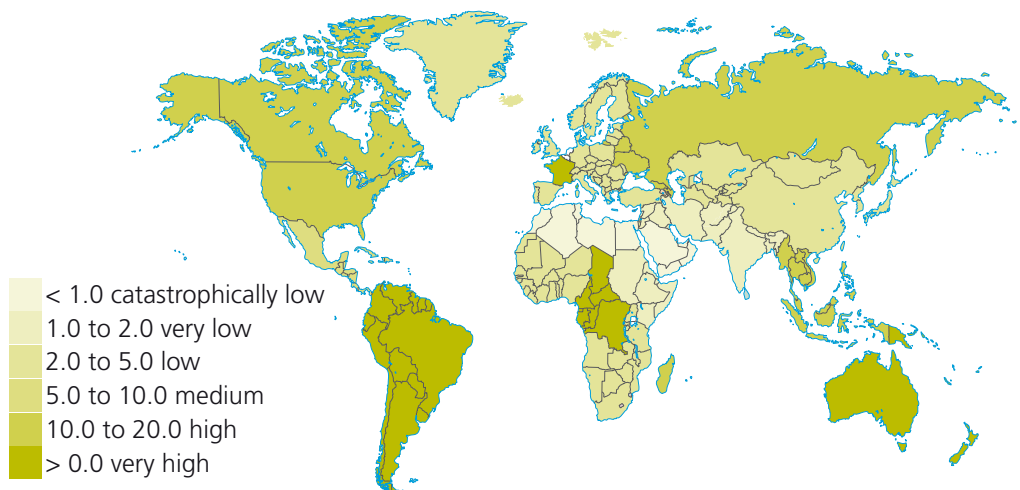 < 1.0 catastrophically low
1.0 to 2.0 very low
2.0 to 5.0 low
5.0 to 10.0 medium
10.0 to 20.0 high
> 0.0 very high